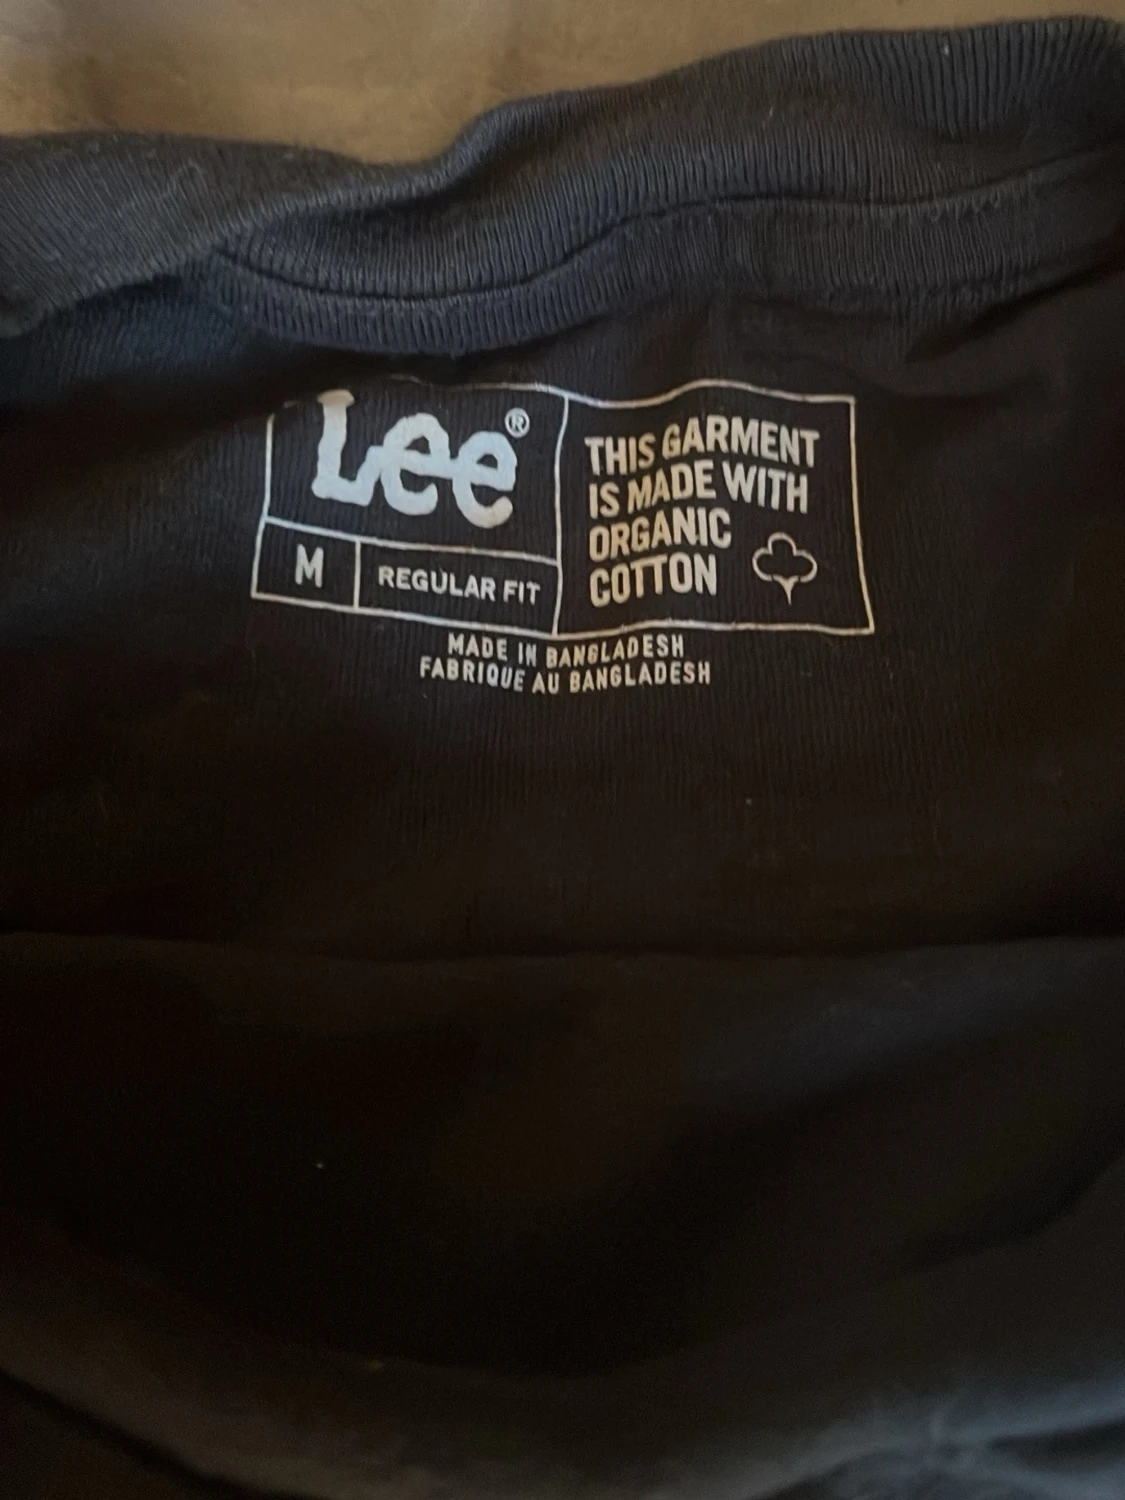 Lee®
M
REGULAR FIT
THIS GARMENT
IS MADE WITH
ORGANIC
COTTON
MADE IN BANGLADESH
FABRIQUE AU BANGLADESH